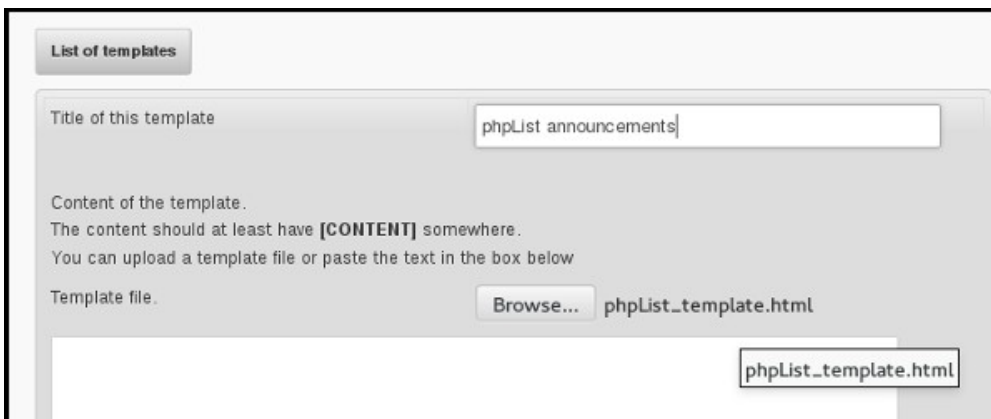 List of templates
Title of this template
phpList announcements
Content of the template.
The content should at least have [CONTENT] somewhere.
You can upload a template file or paste the text in the box below
Template file.
Browse... phpList_template.html
phpList_template.html